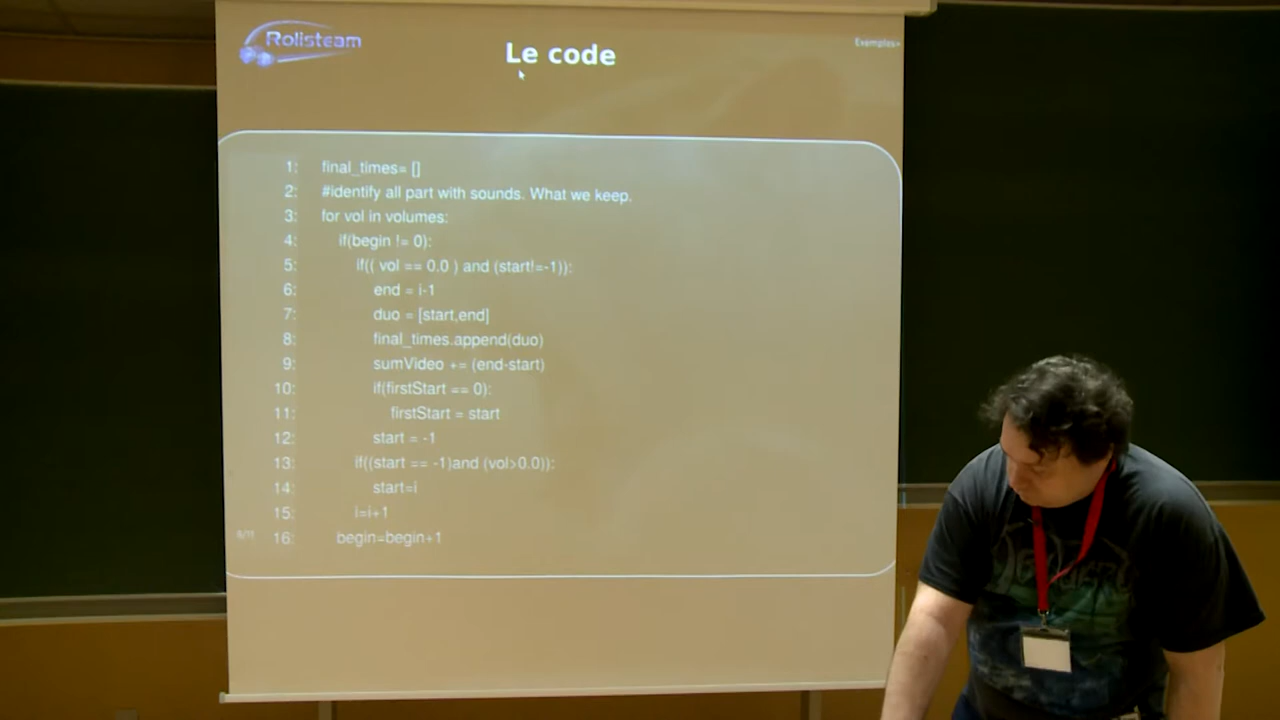 Rolisteam
Le code
Exemples
1: final_times= []
2: #identify all part with sounds. What we keep.
3: for vol in volumes:
4: if(begin != 0):
5: if(( vol == 0.0 ) and (start!=-1)):
6: end = i-1
7: duo = [start,end]
8: final_times.append(duo)
9: sumVideo += (end-start)
10: if(firstStart == 0):
11: firstStart = start
12: start = -1
13: if((start == -1)and (vol>0.0)):
14: start=i
15: i=i+1
16: begin=begin+1